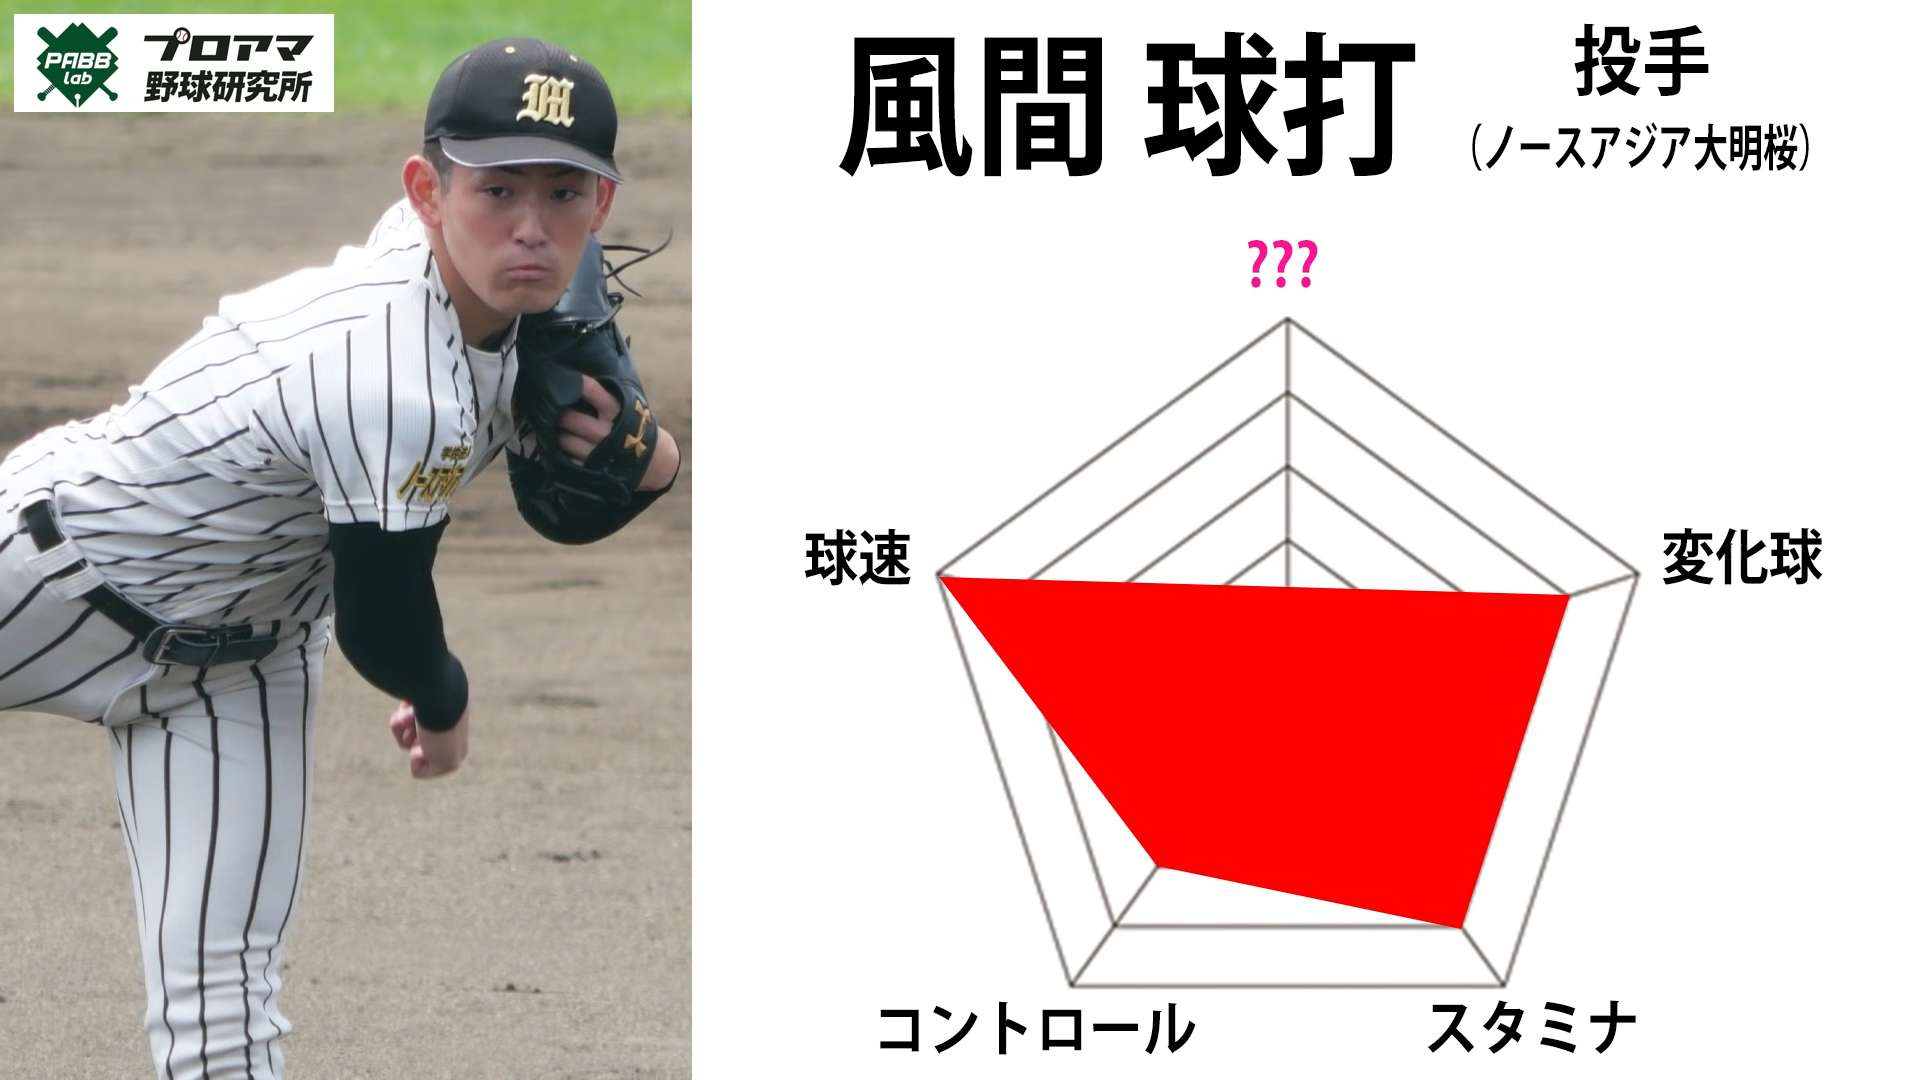 PABB
lab
プロアマ
野球研究所
風間 球打
投手
（ノースアジア大明桜）
???
球速
変化球
コントロール
スタミナ
M